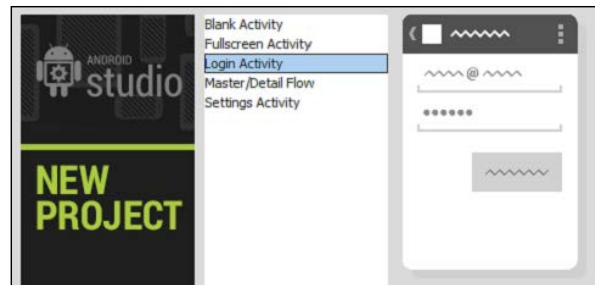 ANDROID
studio
NEW
PROJECT
Blank Activity
Fullscreen Activity
Login Activity
Master/Detail Flow
Settings Activity
@